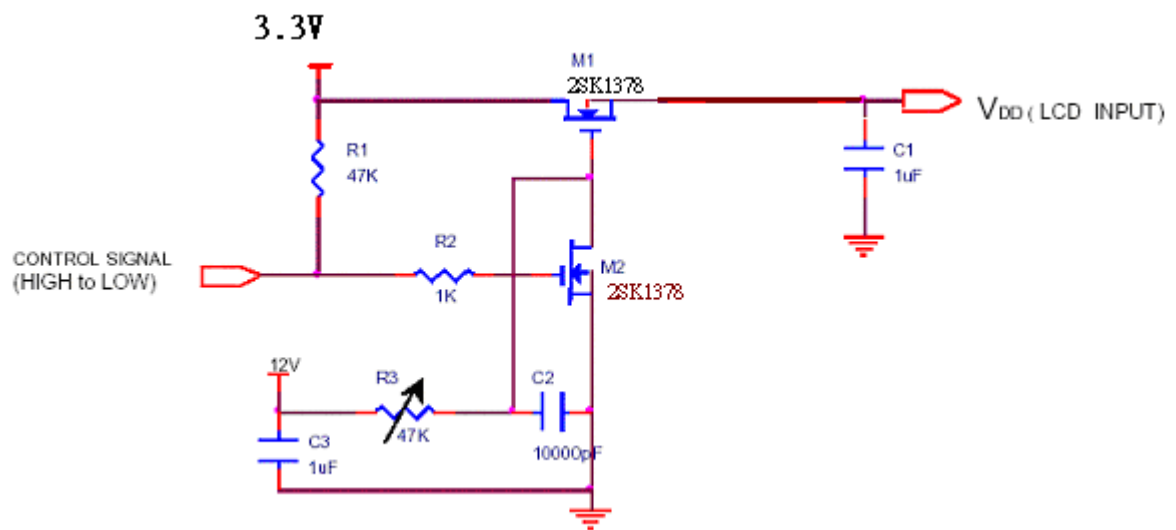 3.3V
M1
2SK1378
VDD ( LCD INPUT)
R1
47K
C1
1uF
R2
1K
CONTROL SIGNAL
(HIGH to LOW)
M2
2SK1378
12V
R3
47K
C2
10000pF
C3
1uF